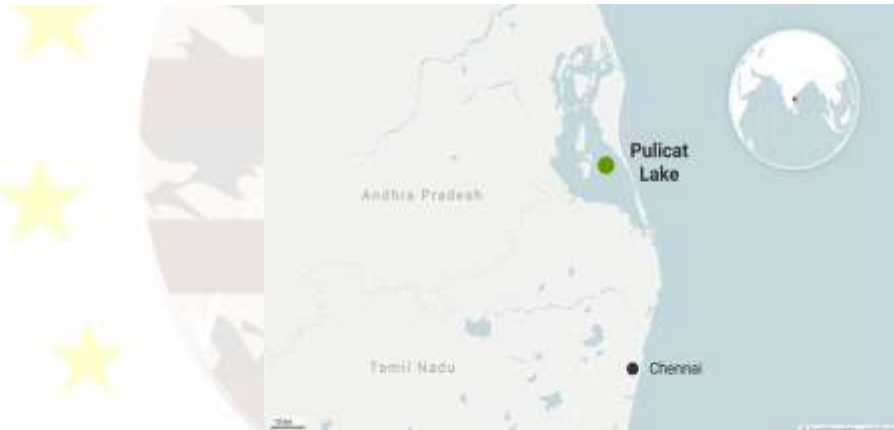 Pulicat
Lake
Andhra Pradesh
Tamil Nadu
Chennai